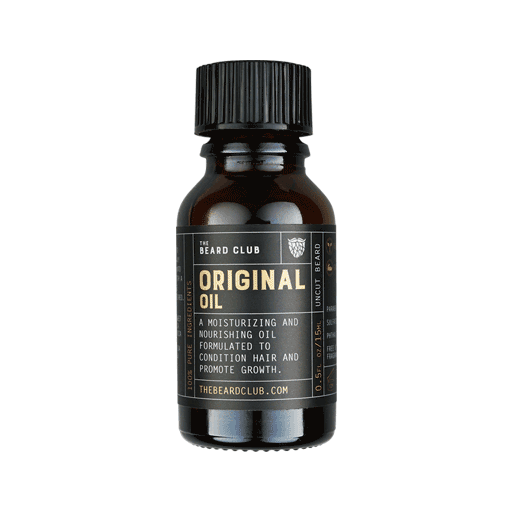 THE
BEARD CLUB
ORIGINAL
OIL
A MOISTURIZING AND
NOURISHING OIL
FORMULATED TO
CONDITION HAIR AND
PROMOTE GROWTH.
THEBEARDCLUB.COM
100% PURE INGREDIENTS
UNCUT BEARD
0.5FL OZ/15ML